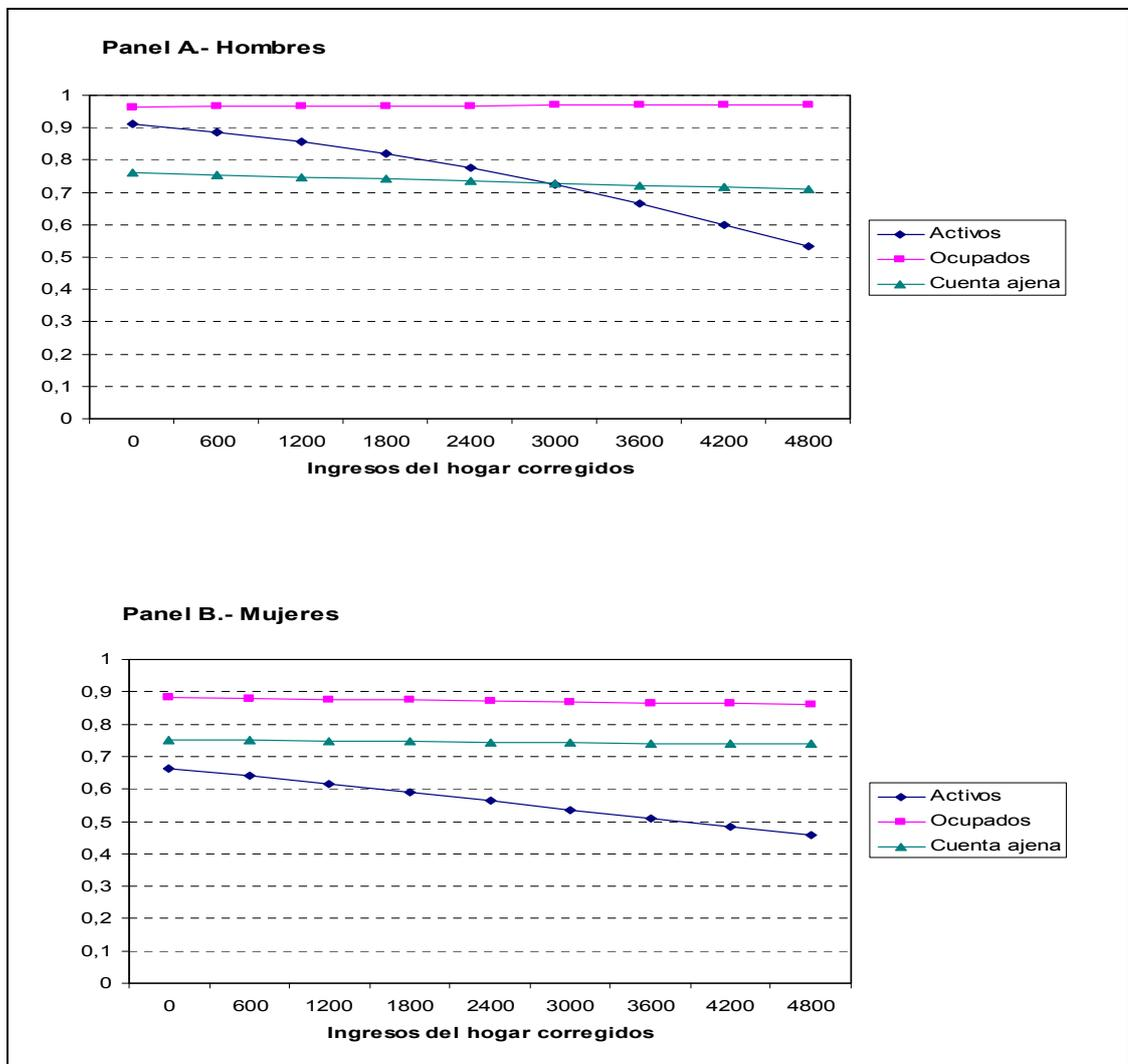 Panel A.- Hombres
1
0,9
0,8
0,7
0,6
0,5
0,4
0,3
0,2
0,1
0
0 600 1200 1800 2400 3000 3600 4200 4800
Ingresos del hogar corregidos
Activos
Ocupados
Cuenta ajena
Panel B.- Mujeres
1
0,9
0,8
0,7
0,6
0,5
0,4
0,3
0,2
0,1
0
0 600 1200 1800 2400 3000 3600 4200 4800
Ingresos del hogar corregidos
Activos
Ocupados
Cuenta ajena